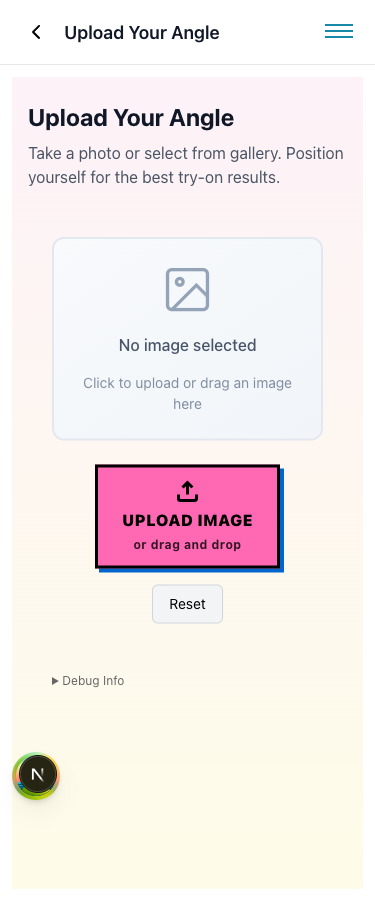 Upload Your Angle
Upload Your Angle
Take a photo or select from gallery. Position
yourself for the best try-on results.
No image selected
Click to upload or drag an image
here
UPLOAD IMAGE
or drag and drop
Reset
Debug Info
N